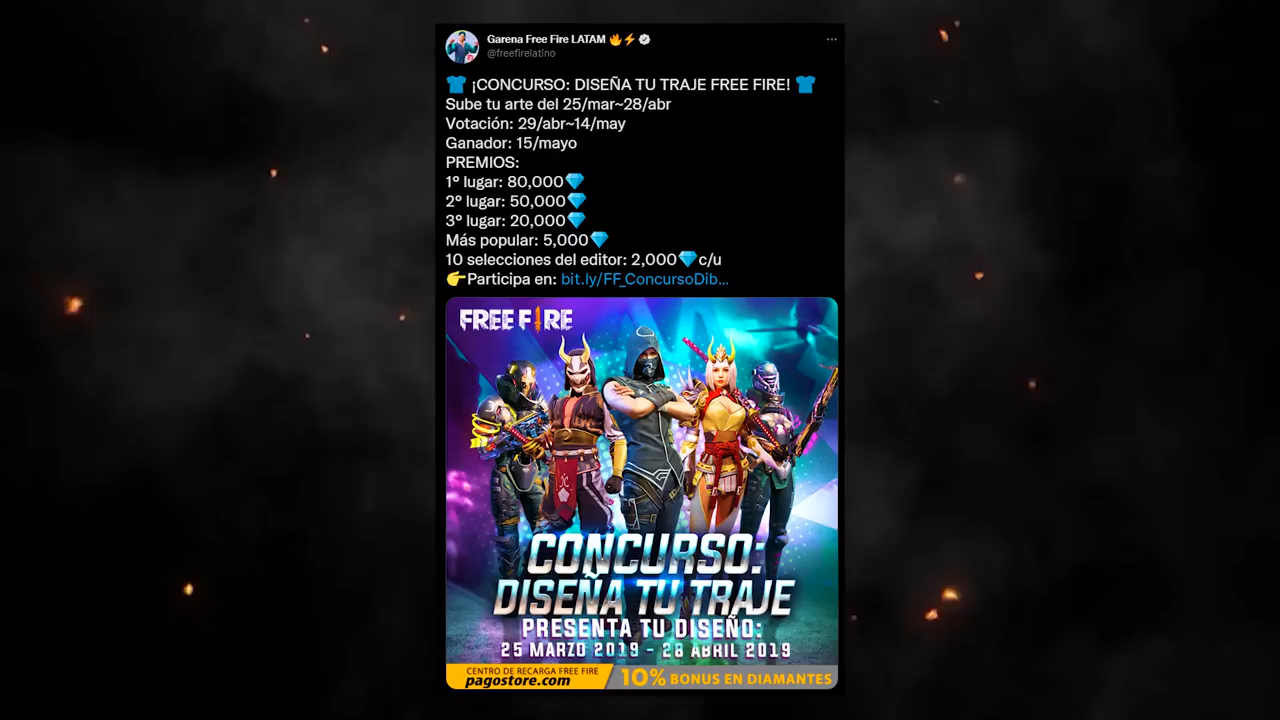 Garena Free Fire LATAM 🔥⚡
@freefirelatino
👕 ¡CONCURSO: DISEÑA TU TRAJE FREE FIRE! 👕
Sube tu arte del 25/mar~28/abr
Votación: 29/abr~14/may
Ganador: 15/mayo
PREMIOS:
1° lugar: 80,000💎
2° lugar: 50,000💎
3° lugar: 20,000💎
Más popular: 5,000💎
10 selecciones del editor: 2,000💎c/u
👉Participa en: bit.ly/FF_ConcursoDib...
FREE FIRE
CONCURSO:
DISEÑA TU TRAJE
PRESENTA TU DISEÑO:
25 MARZO 2019 - 28 ABRIL 2019
CENTRO DE RECARGA FREE FIRE
pagostore.com
10% BONUS EN DIAMANTES